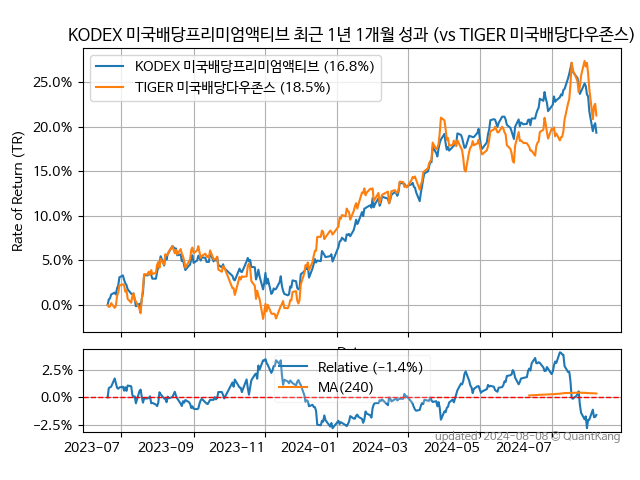 KODEX 미국배당프리미엄액티브 최근 1년 1개월 성과 (vs TIGER 미국배당다우존스)
KODEX 미국배당프리미엄액티브 (16.8%)
TIGER 미국배당다우존스 (18.5%)
Rate of Return (TR)
25.0%
20.0%
15.0%
10.0%
5.0%
0.0%
Relative (−1.4%)
MA(240)
2.5%
0.0%
−2.5%
updated: 2024-08-08 © QuantKang
2023-07
2023-09
2023-11
2024-01
2024-03
2024-05
2024-07